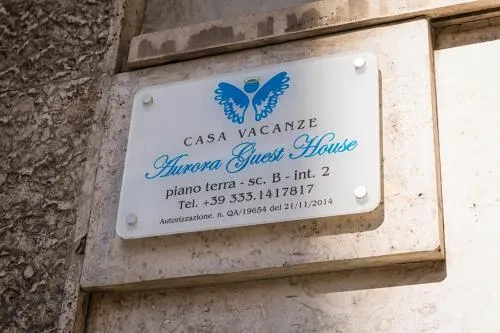 CASA VACANZE
Aurora Guest House
piano terra - sc. B - int. 2
Tel. +39 333.1417817
Autorizzazione. n. QA/19654 del 21/11/2014